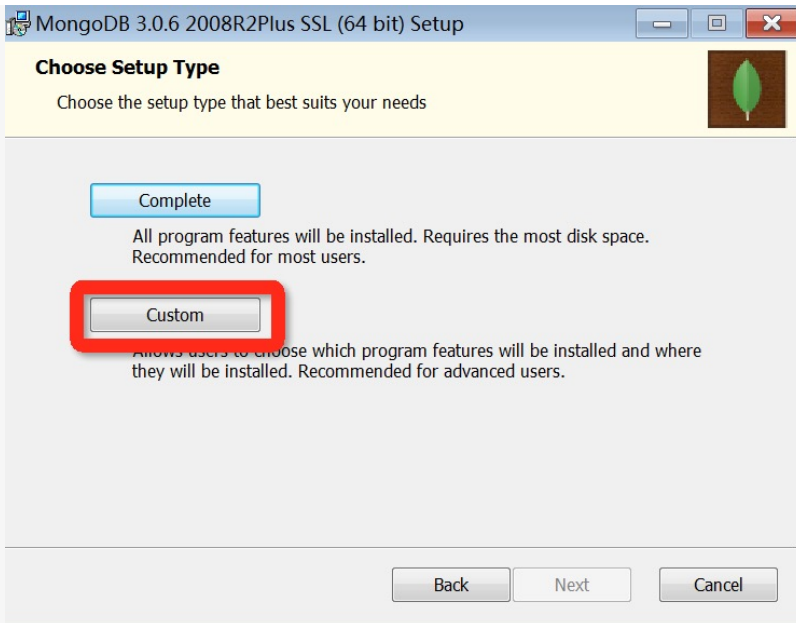 MongoDB 3.0.6 2008R2Plus SSL (64 bit) Setup
Choose Setup Type
Choose the setup type that best suits your needs
Complete
All program features will be installed. Requires the most disk space.
Recommended for most users.
Custom
Allows users to choose which program features will be installed and where
they will be installed. Recommended for advanced users.
Back
Next
Cancel